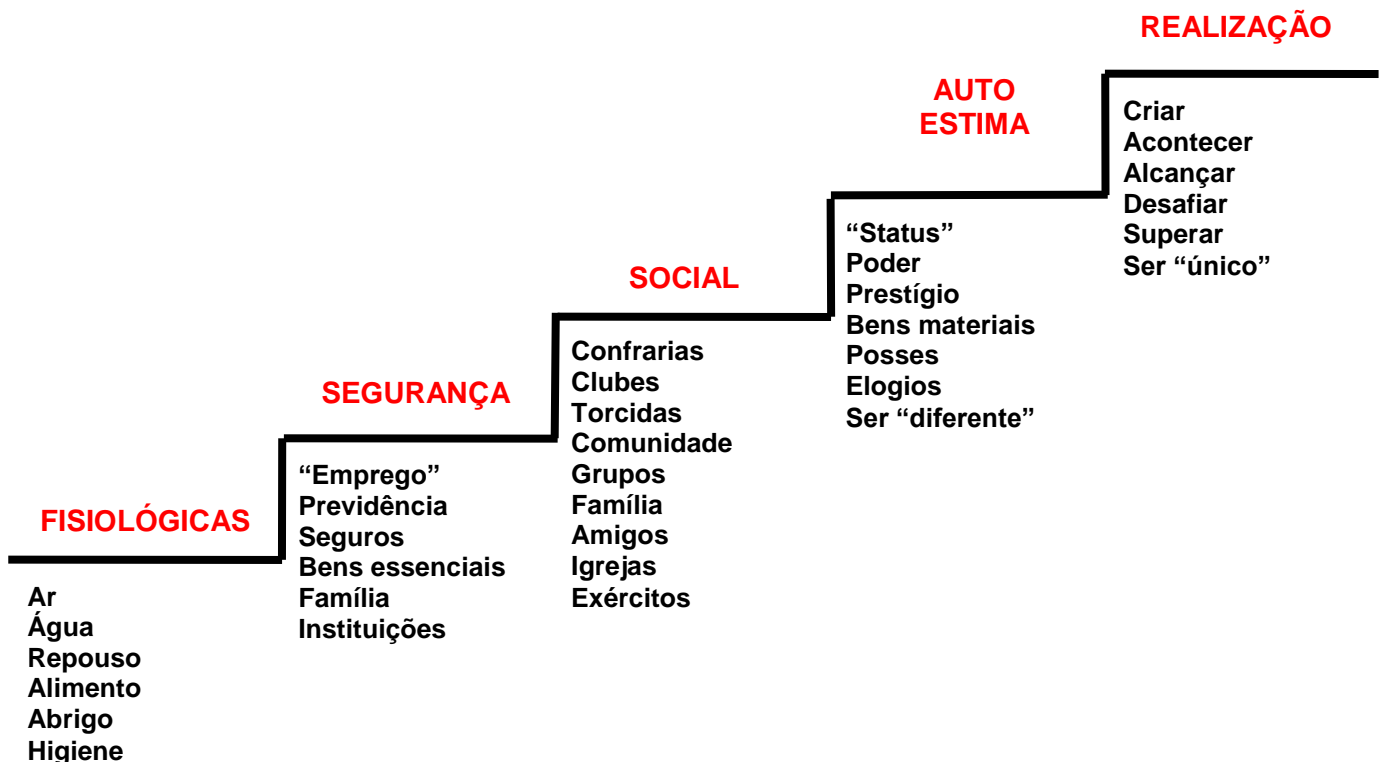 FISIOLÓGICAS
Ar
Água
Repouso
Alimento
Abrigo
Higiene
SEGURANÇA
“Emprego”
Previdência
Seguros
Bens essenciais
Família
Instituições
SOCIAL
Confrarias
Clubes
Torcidas
Comunidade
Grupos
Família
Amigos
Igrejas
Exércitos
AUTO
ESTIMA
“Status”
Poder
Prestígio
Bens materiais
Posses
Elogios
Ser “diferente”
REALIZAÇÃO
Criar
Acontecer
Alcançar
Desafiar
Superar
Ser “único”